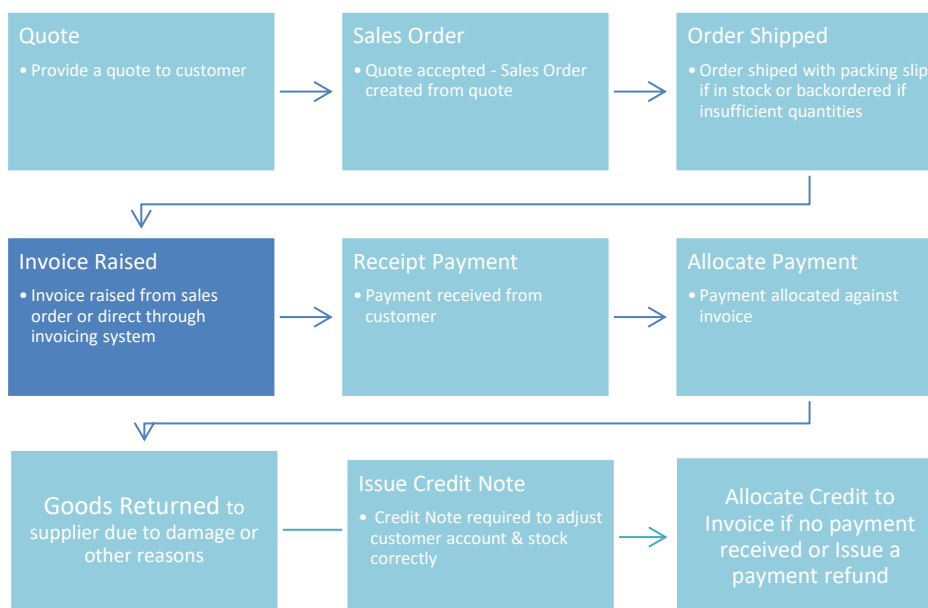 Quote
• Provide a quote to customer
Sales Order
• Quote accepted - Sales Order
created from quote
Order Shipped
• Order shiped with packing slip
if in stock or backordered if
insufficient quantities
Invoice Raised
• Invoice raised from sales
order or direct through
invoicing system
Receipt Payment
• Payment received from
customer
Allocate Payment
• Payment allocated against
invoice
Goods Returned to
supplier due to damage or
other reasons
Issue Credit Note
• Credit Note required to adjust
customer account & stock
correctly
Allocate Credit to
Invoice if no payment
received or Issue a
payment refund